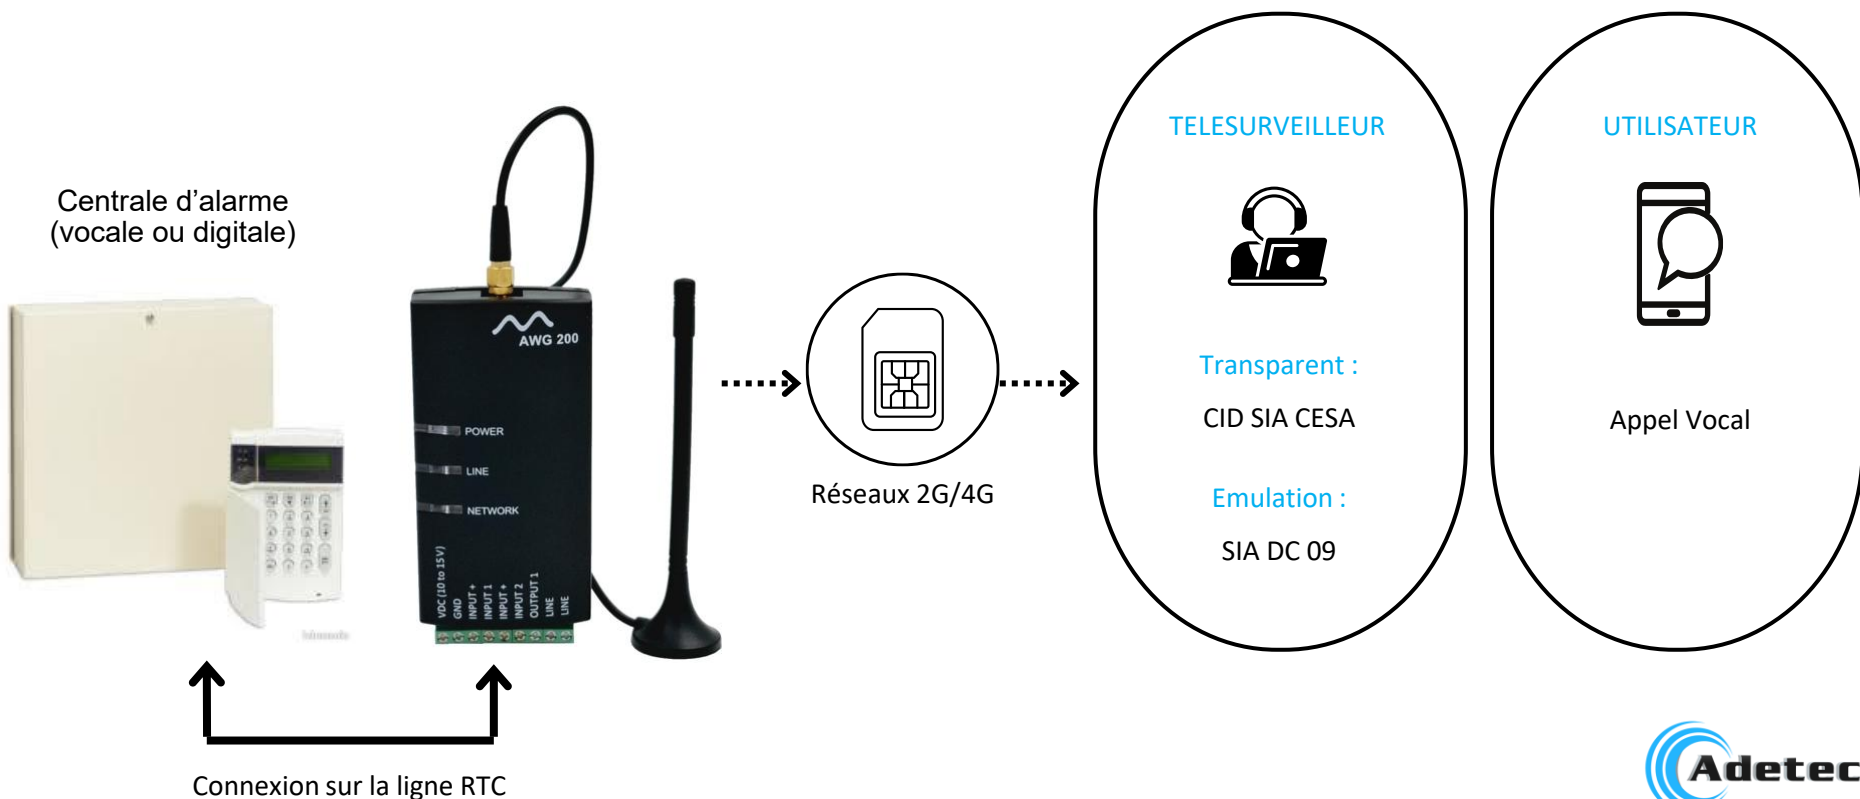 Centrale d’alarme
(vocale ou digitale)
AWG 200
POWER
LINE
NETWORK
VDC (10 to 15V)
GND
INPUT +
INPUT 1
INPUT +
INPUT 2
OUTPUT 1
LINE
LINE
Connexion sur la ligne RTC
Réseaux 2G/4G
TELESURVEILLEUR
Transparent :
CID SIA CESA
Emulation :
SIA DC 09
UTILISATEUR
Appel Vocal
Adetec